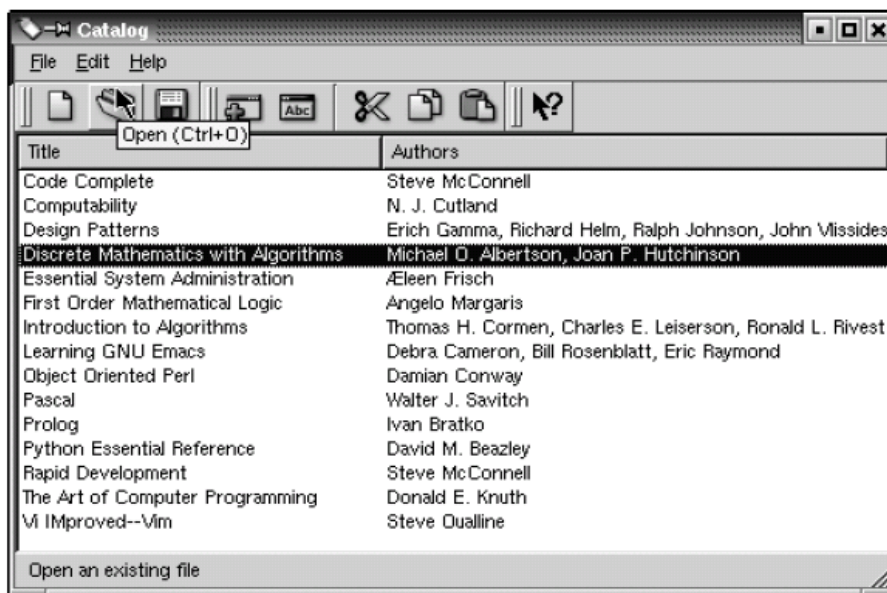 Catalog
File Edit Help
Abc
Open (Ctrl+O)
Title Authors
Code Complete Steve McConnell
Computability N. J. Cutland
Design Patterns Erich Gamma, Richard Helm, Ralph Johnson, John Vlissides
Discrete Mathematics with Algorithms Michael O. Albertson, Joan P. Hutchinson
Essential System Administration Æleen Frisch
First Order Mathematical Logic Angelo Margaris
Introduction to Algorithms Thomas H. Cormen, Charles E. Leiserson, Ronald L. Rivest
Learning GNU Emacs Debra Cameron, Bill Rosenblatt, Eric Raymond
Object Oriented Perl Damian Conway
Pascal Walter J. Savitch
Prolog Ivan Bratko
Python Essential Reference David M. Beazley
Rapid Development Steve McConnell
The Art of Computer Programming Donald E. Knuth
Vi IMproved--Vim Steve Oualline
Open an existing file